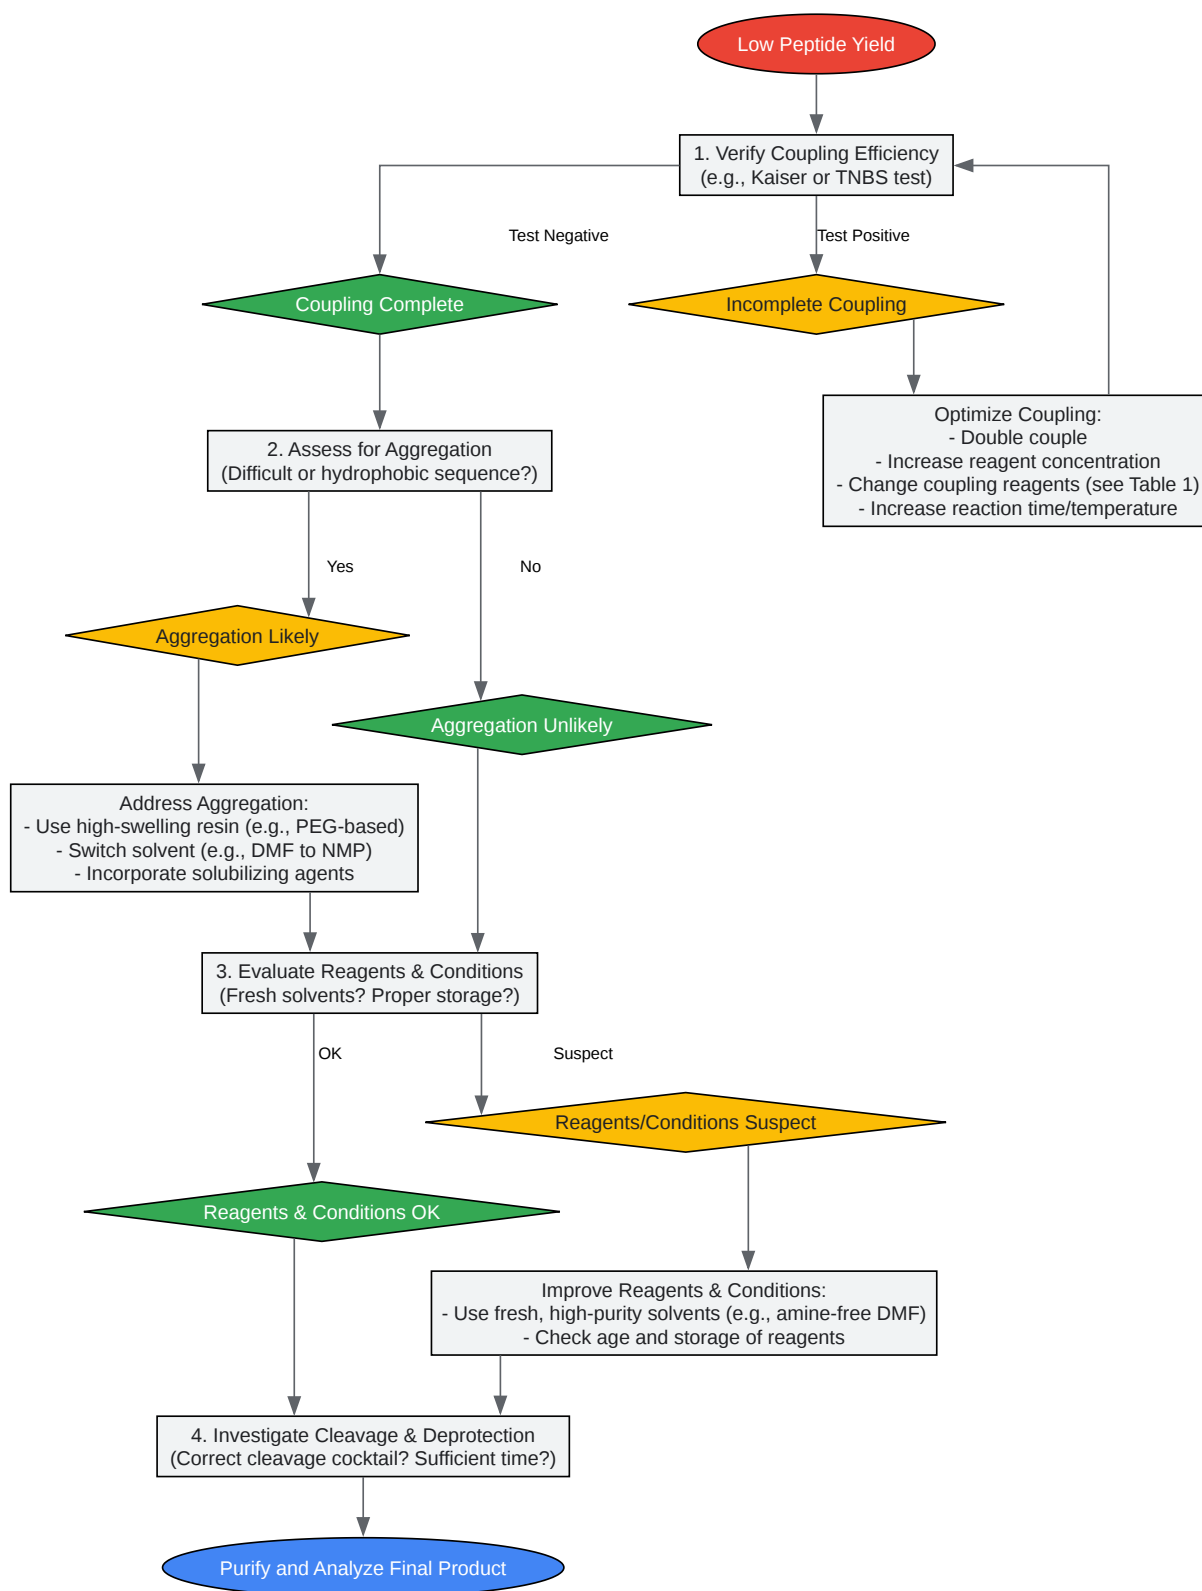 Low Peptide Yield
1. Verify Coupling Efficiency
(e.g., Kaiser or TNBS test)
Test Negative
Test Positive
Coupling Complete
Incomplete Coupling
Optimize Coupling:
- Double couple
- Increase reagent concentration
- Change coupling reagents (see Table 1)
- Increase reaction time/temperature
2. Assess for Aggregation
(Difficult or hydrophobic sequence?)
Yes
No
Aggregation Likely
Aggregation Unlikely
Address Aggregation:
- Use high-swelling resin (e.g., PEG-based)
- Switch solvent (e.g., DMF to NMP)
- Incorporate solubilizing agents
3. Evaluate Reagents & Conditions
(Fresh solvents? Proper storage?)
OK
Suspect
Reagents/Conditions Suspect
Reagents & Conditions OK
Improve Reagents & Conditions:
- Use fresh, high-purity solvents (e.g., amine-free DMF)
- Check age and storage of reagents
4. Investigate Cleavage & Deprotection
(Correct cleavage cocktail? Sufficient time?)
Purify and Analyze Final Product